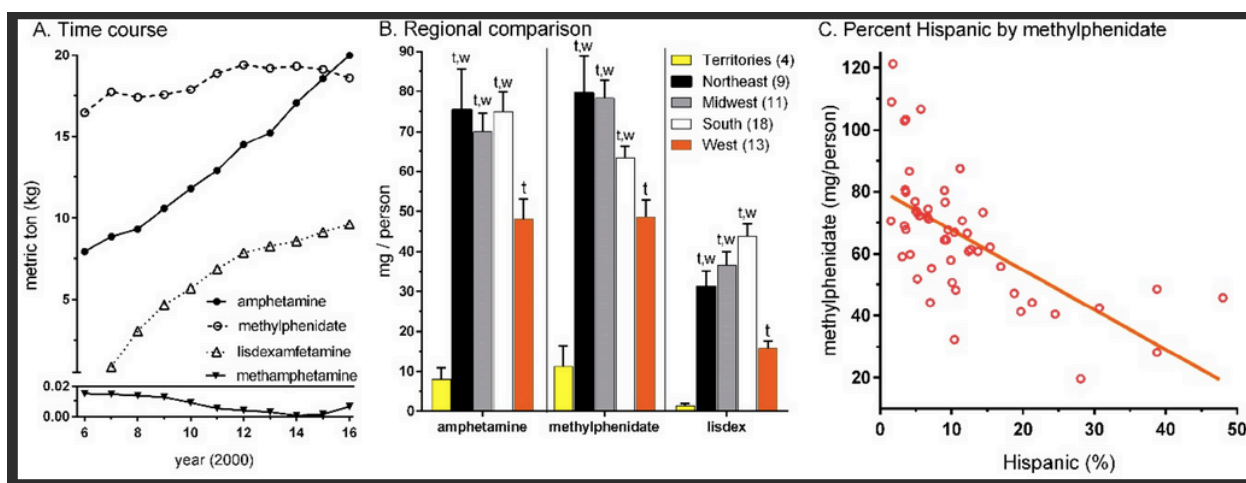 A. Time course
metric ton (kg)
20
15
10
5
amphetamine
methylphenidate
lisdexamfetamine
methamphetamine
0.02
0.00
6 8 10 12 14 16
year (2000)
B. Regional comparison
mg / person
90
80
70
60
50
40
30
20
10
0
Territories (4)
Northeast (9)
Midwest (11)
South (18)
West (13)
t,w t,w t,w t
t,w t,w t,w t
t,w t,w t,w t
amphetamine methylphenidate lisdex
C. Percent Hispanic by methylphenidate
methylphenidate (mg/person)
120
100
80
60
40
20
0 10 20 30 40 50
Hispanic (%)